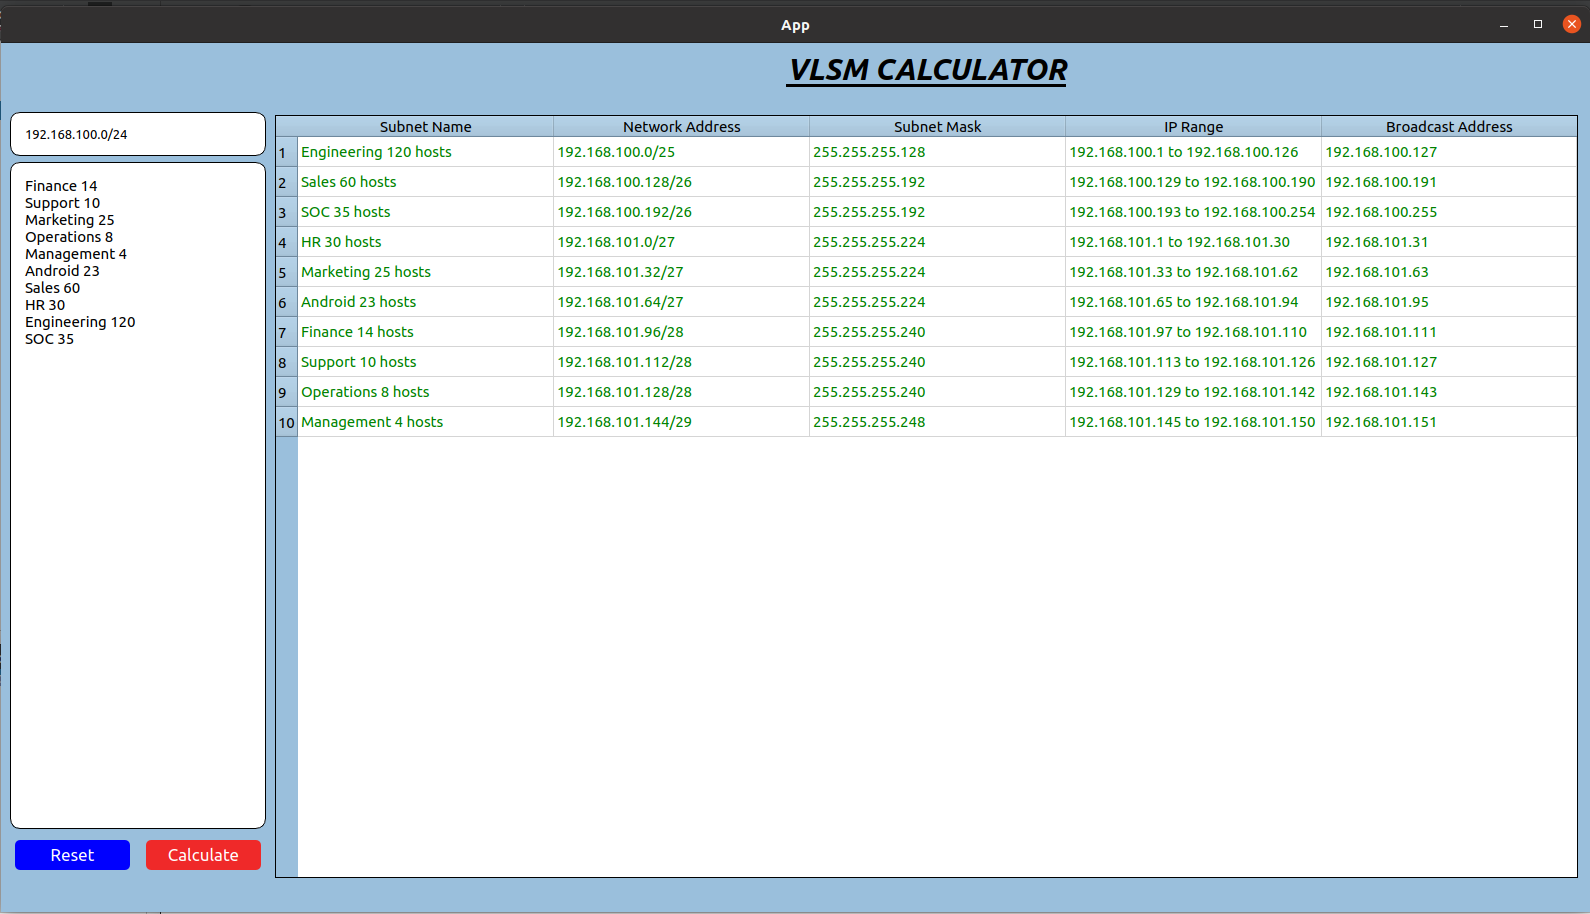 App
VLSM CALCULATOR
192.168.100.0/24
Finance 14
Support 10
Marketing 25
Operations 8
Management 4
Android 23
Sales 60
HR 30
Engineering 120
SOC 35
Reset Calculate
Subnet Name Network Address Subnet Mask IP Range Broadcast Address
1 Engineering 120 hosts 192.168.100.0/25 255.255.255.128 192.168.100.1 to 192.168.100.126 192.168.100.127
2 Sales 60 hosts 192.168.100.128/26 255.255.255.192 192.168.100.129 to 192.168.100.190 192.168.100.191
3 SOC 35 hosts 192.168.100.192/26 255.255.255.192 192.168.100.193 to 192.168.100.254 192.168.100.255
4 HR 30 hosts 192.168.101.0/27 255.255.255.224 192.168.101.1 to 192.168.101.30 192.168.101.31
5 Marketing 25 hosts 192.168.101.32/27 255.255.255.224 192.168.101.33 to 192.168.101.62 192.168.101.63
6 Android 23 hosts 192.168.101.64/27 255.255.255.224 192.168.101.65 to 192.168.101.94 192.168.101.95
7 Finance 14 hosts 192.168.101.96/28 255.255.255.240 192.168.101.97 to 192.168.101.110 192.168.101.111
8 Support 10 hosts 192.168.101.112/28 255.255.255.240 192.168.101.113 to 192.168.101.126 192.168.101.127
9 Operations 8 hosts 192.168.101.128/28 255.255.255.240 192.168.101.129 to 192.168.101.142 192.168.101.143
10 Management 4 hosts 192.168.101.144/29 255.255.255.248 192.168.101.145 to 192.168.101.150 192.168.101.151